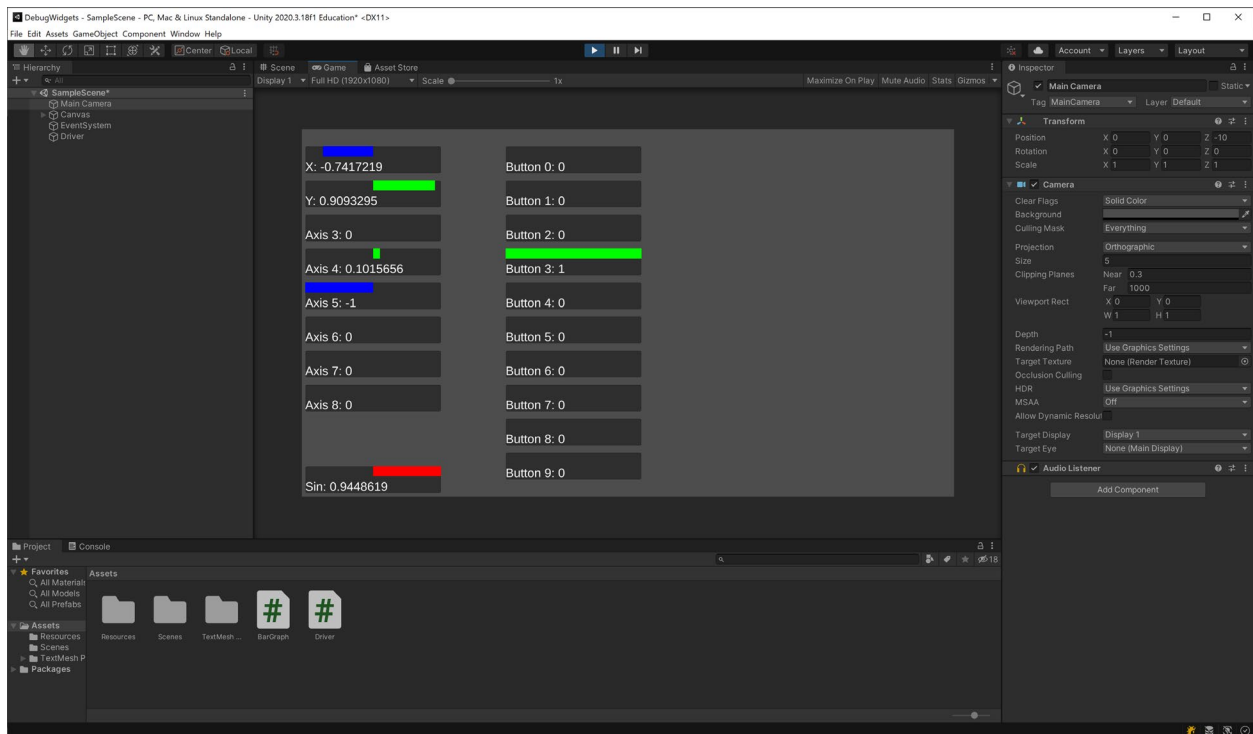 DebugWidgets - SampleScene - PC, Mac & Linux Standalone - Unity 2020.3.18f1 Education* <DX11>
File Edit Assets GameObject Component Window Help
Center Local
Account Layers Layout
Hierarchy
All
SampleScene*
Main Camera
Canvas
EventSystem
Driver
Scene Game Asset Store
Display 1 Full HD (1920x1080) Scale 1x Maximize On Play Mute Audio Stats Gizmos
X: -0.7417219
Y: 0.9093295
Axis 3: 0
Axis 4: 0.1015656
Axis 5: -1
Axis 6: 0
Axis 7: 0
Axis 8: 0
Sin: 0.9448619
Button 0: 0
Button 1: 0
Button 2: 0
Button 3: 1
Button 4: 0
Button 5: 0
Button 6: 0
Button 7: 0
Button 8: 0
Button 9: 0
Inspector
Main Camera Static
Tag MainCamera Layer Default
Transform
Position X 0 Y 0 Z -10
Rotation X 0 Y 0 Z 0
Scale X 1 Y 1 Z 1
Camera
Clear Flags Solid Color
Background
Culling Mask Everything
Projection Orthographic
Size 5
Clipping Planes Near 0.3
Far 1000
Viewport Rect X 0 Y 0
W 1 H 1
Depth -1
Rendering Path Use Graphics Settings
Target Texture None (Render Texture)
Occlusion Culling
HDR Use Graphics Settings
MSAA Off
Allow Dynamic Resolut
Target Display Display 1
Target Eye None (Main Display)
Audio Listener
Add Component
Project Console
18
Favorites
All Materials
All Models
All Prefabs
Assets
Resources
Scenes
TextMesh P
Packages
Assets
Resources Scenes TextMesh ... BarGraph Driver